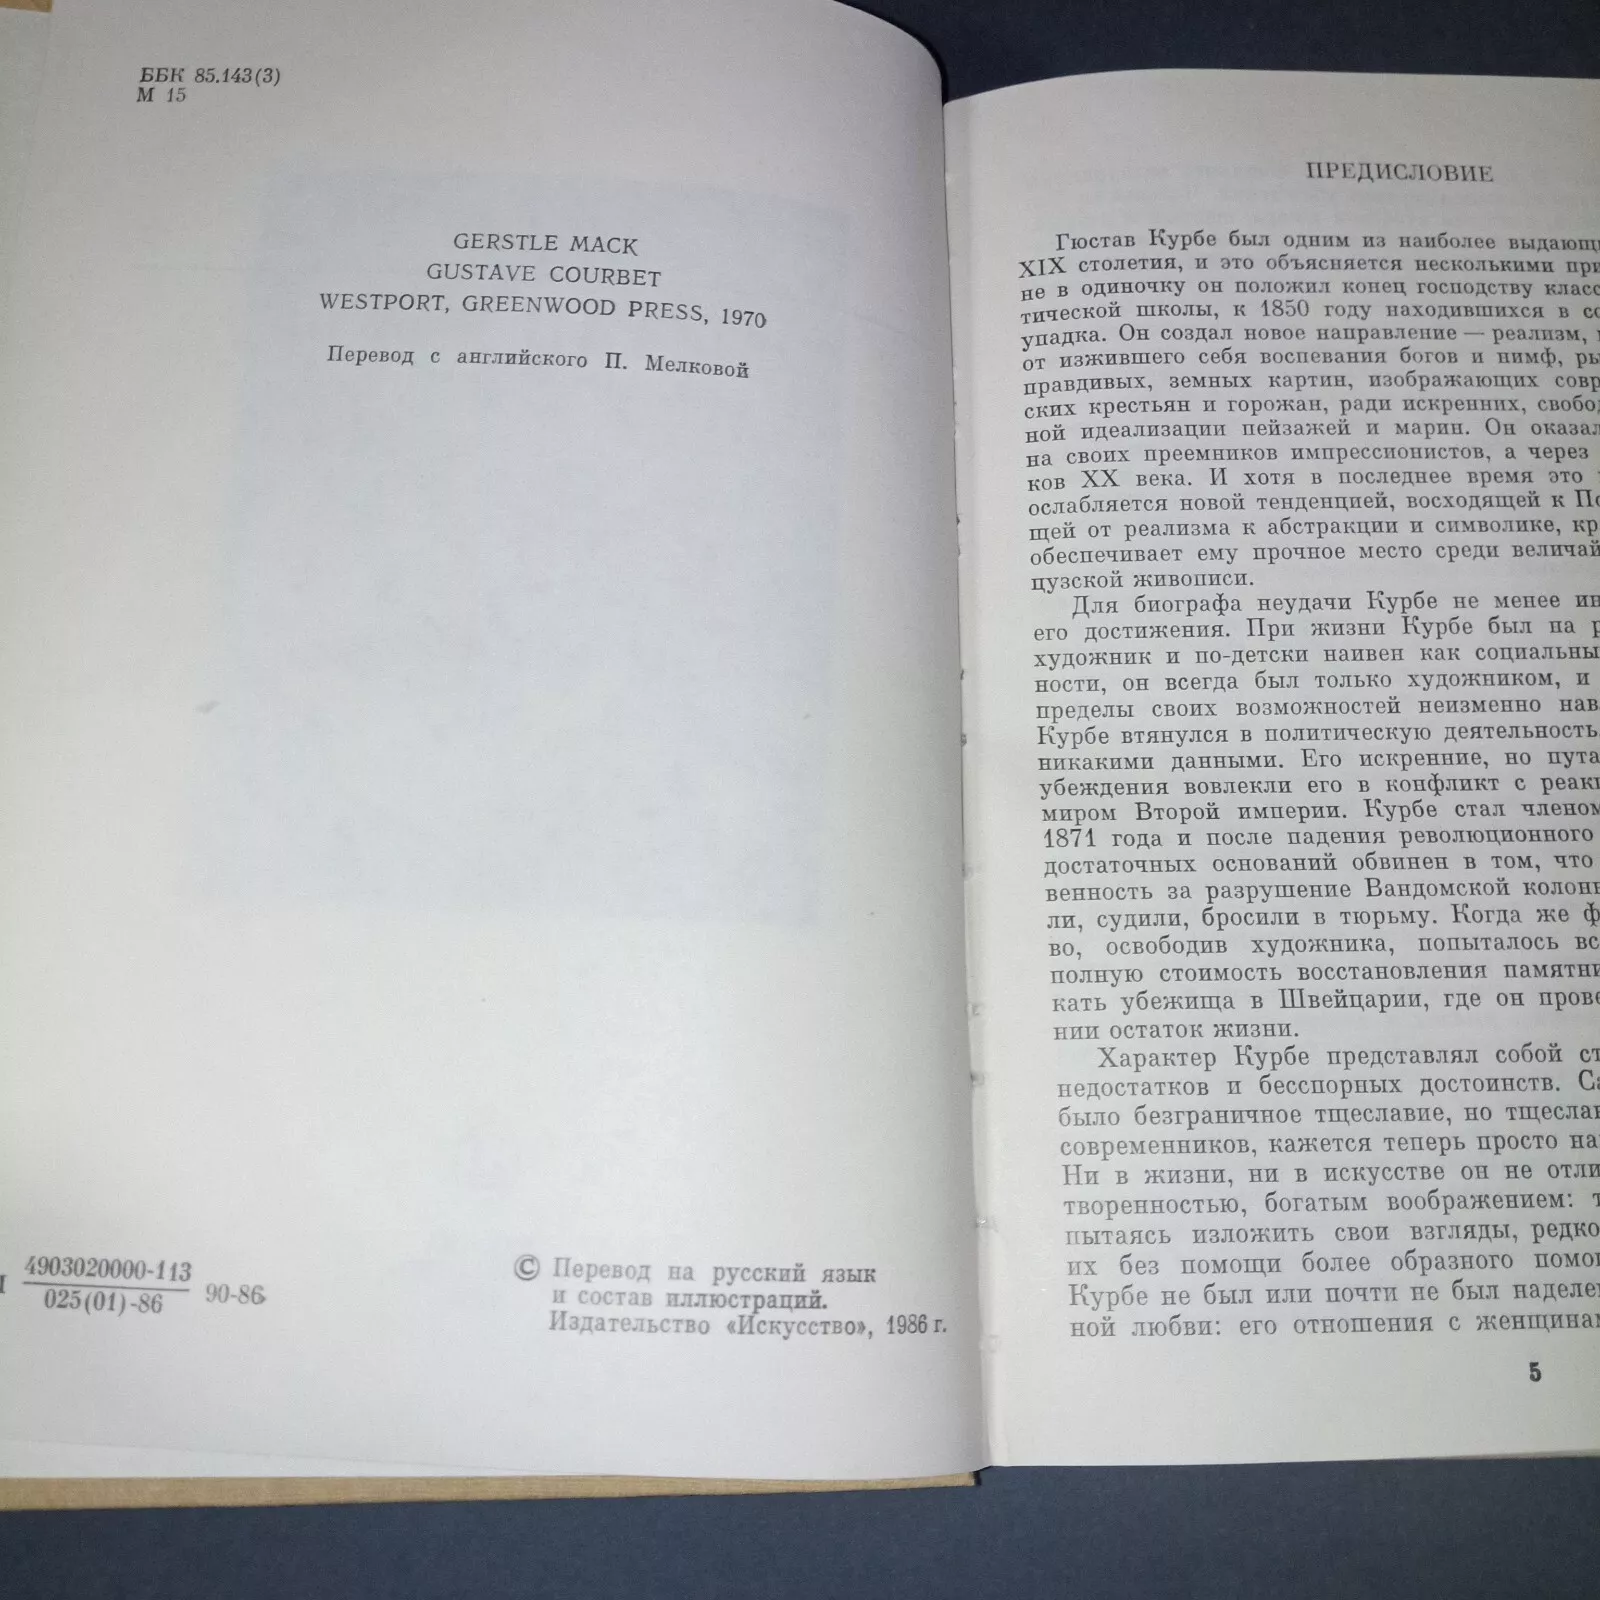 ББК 85.143(3)
М 15
GERSTLE MACK
GUSTAVE COURBET
WESTPORT, GREENWOOD PRESS, 1970
Перевод с английского П. Мелковой
4903020000-113
025(01)-86
90-86
© Перевод на русский язык
и состав иллюстраций.
Издательство «Искусство», 1986 г.
ПРЕДИСЛОВИЕ
Гюстав Курбе был одним из наиболее выдающи
XIX столетия, и это объясняется несколькими при
не в одиночку он положил конец господству класс
тической школы, к 1850 году находившихся в со
упадка. Он создал новое направление — реализм,
от изжившего себя воспевания богов и нимф, ры
правдивых, земных картин, изображающих совр
ских крестьян и горожан, ради искренних, свобод
ной идеализации пейзажей и марин. Он оказал
на своих преемников импрессионистов, а через
ков XX века. И хотя в последнее время это
ослабляется новой тенденцией, восходящей к По
щей от реализма к абстракции и символике, кр
обеспечивает ему прочное место среди величай
цузской живописи.
Для биографа неудачи Курбе не менее ин
его достижения. При жизни Курбе был на р
художник и по-детски наивен как социальны
ности, он всегда был только художником, и
пределы своих возможностей неизменно нав
Курбе втянулся в политическую деятельность
никакими данными. Его искренние, но пута
убеждения вовлекли его в конфликт с реак
миром Второй империи. Курбе стал членом
1871 года и после падения революционного
достаточных оснований обвинен в том, что
венность за разрушение Вандомской колон
ли, судили, бросили в тюрьму. Когда же ф
во, освободив художника, попыталось вс
полную стоимость восстановления памятни
кать убежища в Швейцарии, где он прове
нии остаток жизни.
Характер Курбе представлял собой ст
недостатков и бесспорных достоинств. Са
было безграничное тщеславие, но тщеслав
современников, кажется теперь просто на
Ни в жизни, ни в искусстве он не отли
творенностью, богатым воображением: т
пытаясь изложить свои взгляды, редко
их без помощи более образного помощ
Курбе не был или почти не был наделе
ной любви: его отношения с женщинам
5